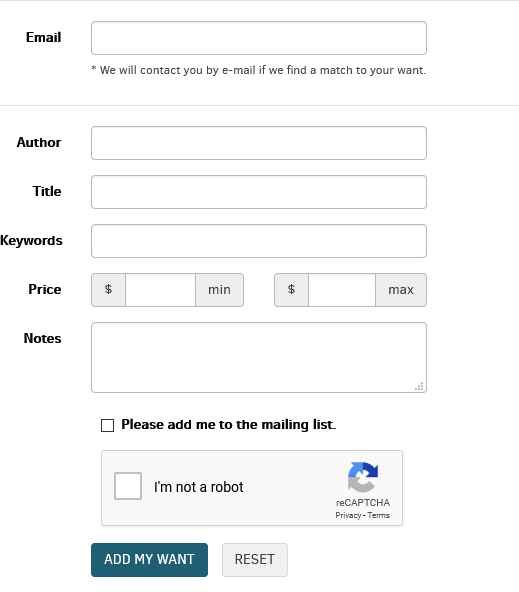 Email
* We will contact you by e-mail if we find a match to your want.
Author
Title
Keywords
Price $ min $ max
Notes
Please add me to the mailing list.
I'm not a robot
reCAPTCHA
Privacy - Terms
ADD MY WANT RESET